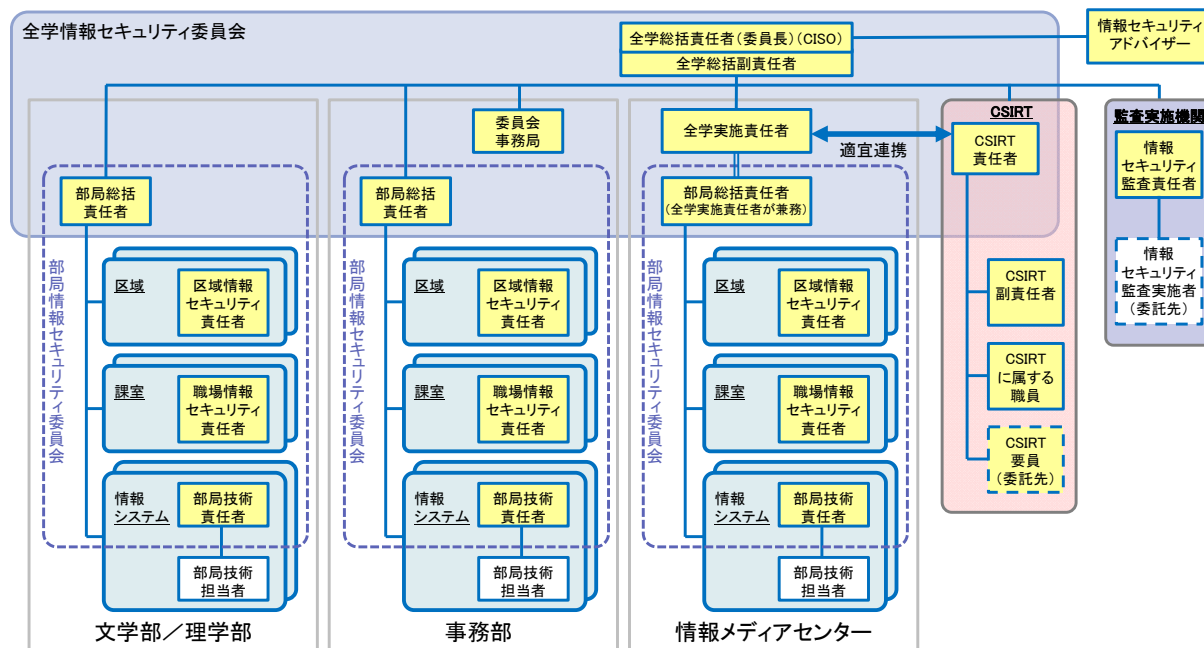 全学情報セキュリティ委員会
全学総括責任者（委員長）（CISO）
全学総括副責任者
情報セキュリティ
アドバイザー
委員会
事務局
全学実施責任者
適宜連携
CSIRT
CSIRT
責任者
監査実施機関
情報
セキュリティ
監査責任者
部局総括
責任者
部局総括
責任者
部局総括責任者
（全学実施責任者が兼務）
情報
セキュリティ
監査実施者
（委託先）
部局情報セキュリティ委員会
区域
区域情報
セキュリティ
責任者
課室
職場情報
セキュリティ
責任者
情報
システム
部局技術
責任者
部局技術
担当者
文学部／理学部
部局情報セキュリティ委員会
区域
区域情報
セキュリティ
責任者
課室
職場情報
セキュリティ
責任者
情報
システム
部局技術
責任者
部局技術
担当者
事務部
部局情報セキュリティ委員会
区域
区域情報
セキュリティ
責任者
課室
職場情報
セキュリティ
責任者
情報
システム
部局技術
責任者
部局技術
担当者
情報メディアセンター
CSIRT
副責任者
CSIRT
に属する
職員
CSIRT
要員
（委託先）